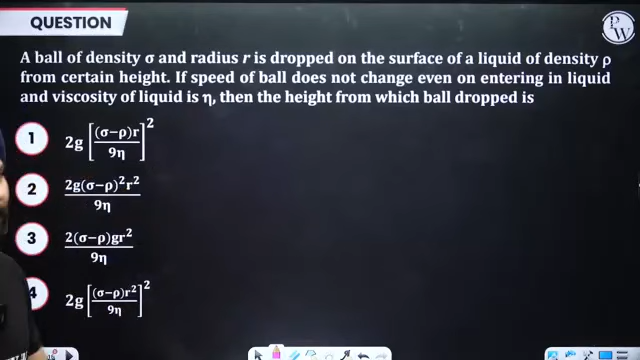 QUESTION
PW
A ball of density σ and radius r is dropped on the surface of a liquid of density ρ
from certain height. If speed of ball does not change even on entering in liquid
and viscosity of liquid is η, then the height from which ball dropped is
1 2g [(σ−ρ)r/9η]²
2 2g(σ−ρ)²r²/9η
3 2(σ−ρ)gr²/9η
4 2g [(σ−ρ)r²/9η]²